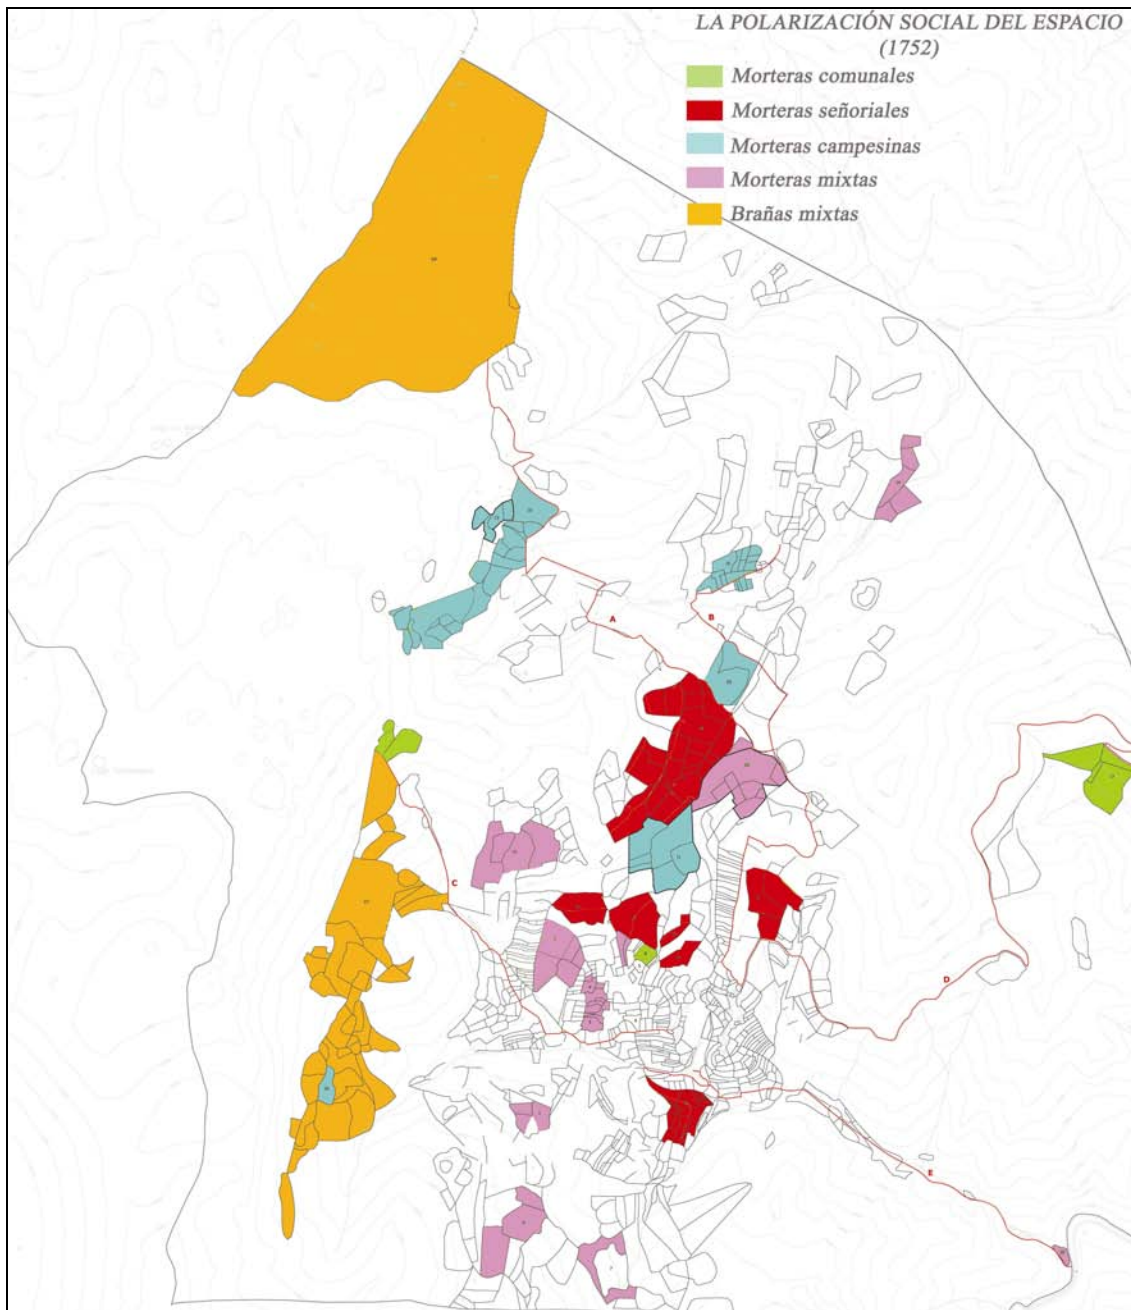 LA POLARIZACIÓN SOCIAL DEL ESPACIO
(1752)
Morteras comunales
Morteras señoriales
Morteras campesinas
Morteras mixtas
Brañas mixtas
A
B
C
D
E